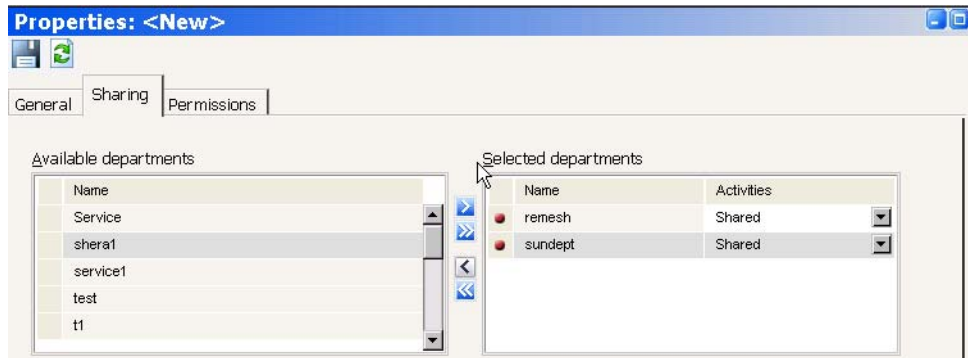 Properties: <New>
General Sharing Permissions
Available departments
Name
Service
shera1
service1
test
t1
Selected departments
Name Activities
remesh Shared
sundept Shared